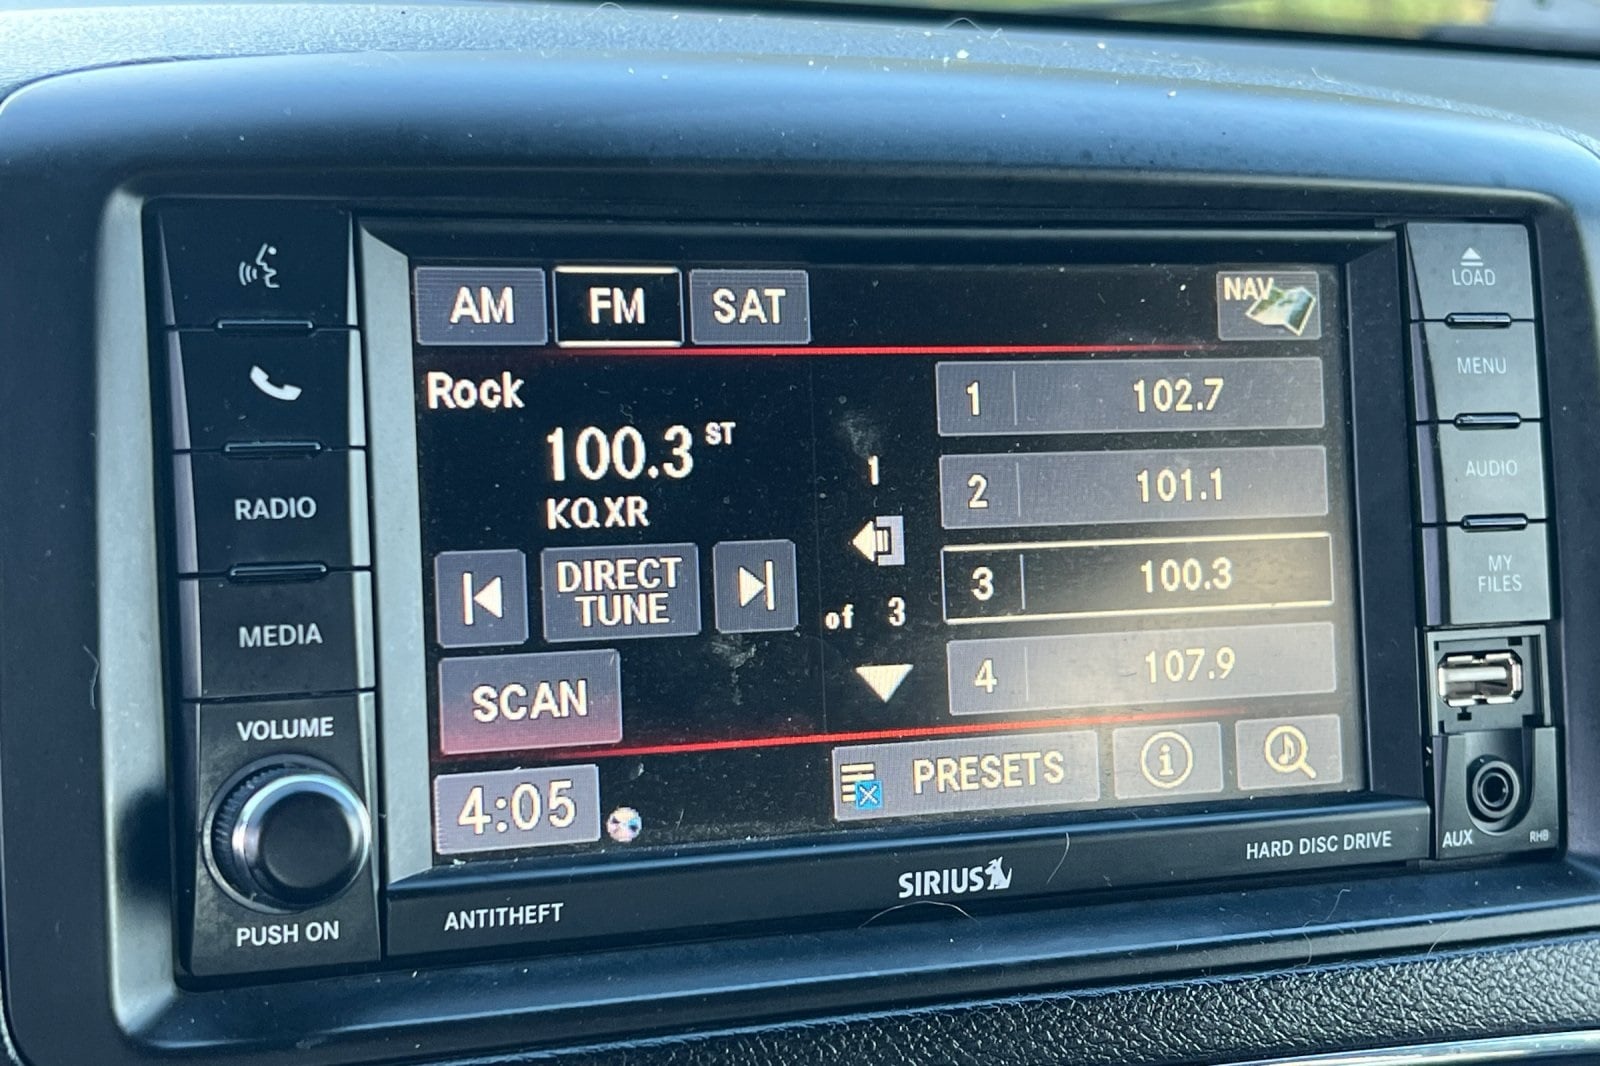 AM FM SAT NAV
Rock
100.3 ST
KQXR
DIRECT
TUNE
SCAN
4:05
1
of 3
1 102.7
2 101.1
3 100.3
4 107.9
PRESETS
i
RADIO
MEDIA
VOLUME
PUSH ON
LOAD
MENU
AUDIO
MY
FILES
AUX
RHB
ANTITHEFT
SIRIUS
HARD DISC DRIVE